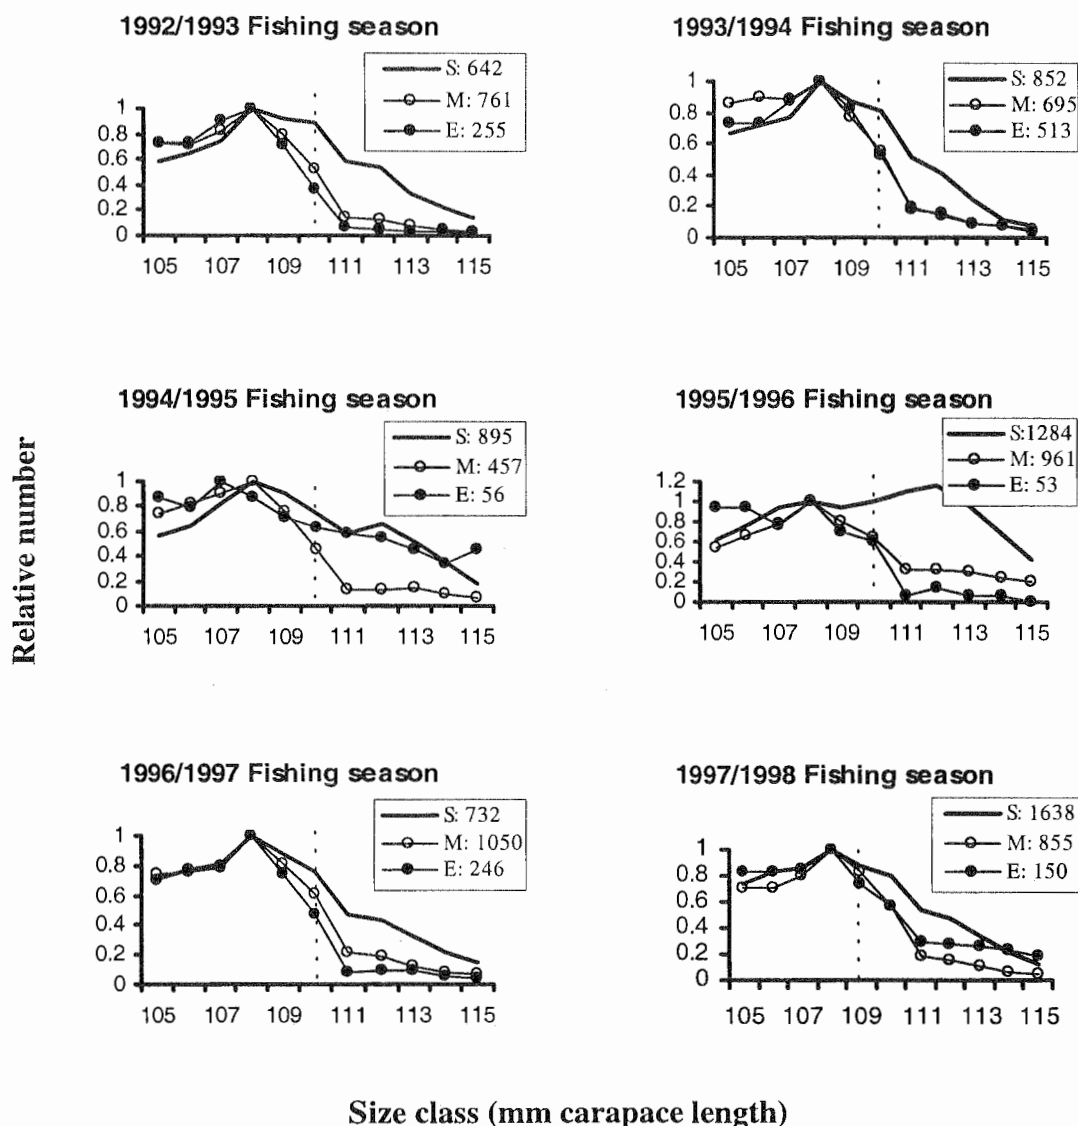 1992/1993 Fishing season
S: 642
M: 761
E: 255
1
0.8
0.6
0.4
0.2
0
105 107 109 111 113 115
1993/1994 Fishing season
S: 852
M: 695
E: 513
1
0.8
0.6
0.4
0.2
0
105 107 109 111 113 115
Relative number
1994/1995 Fishing season
S: 895
M: 457
E: 56
1
0.8
0.6
0.4
0.2
0
105 107 109 111 113 115
1995/1996 Fishing season
S:1284
M: 961
E: 53
1.2
1
0.8
0.6
0.4
0.2
0
105 107 109 111 113 115
1996/1997 Fishing season
S: 732
M: 1050
E: 246
1
0.8
0.6
0.4
0.2
0
105 107 109 111 113 115
1997/1998 Fishing season
S: 1638
M: 855
E: 150
1
0.8
0.6
0.4
0.2
0
105 107 109 111 113 115
Size class (mm carapace length)